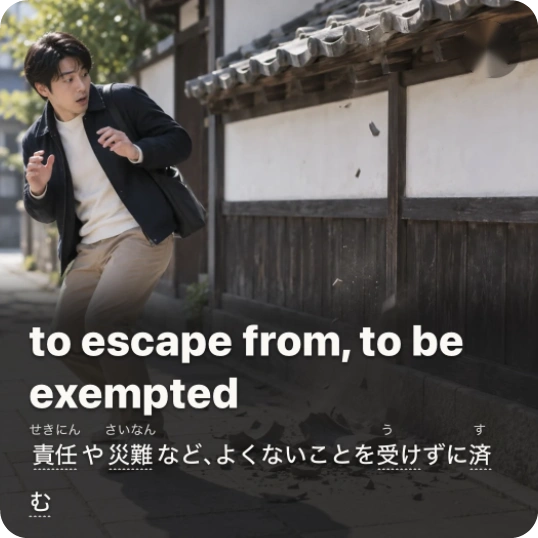 to escape from, to be
exempted
せきにん さいなん う す
責任や災難など、よくないことを受けずに済
む